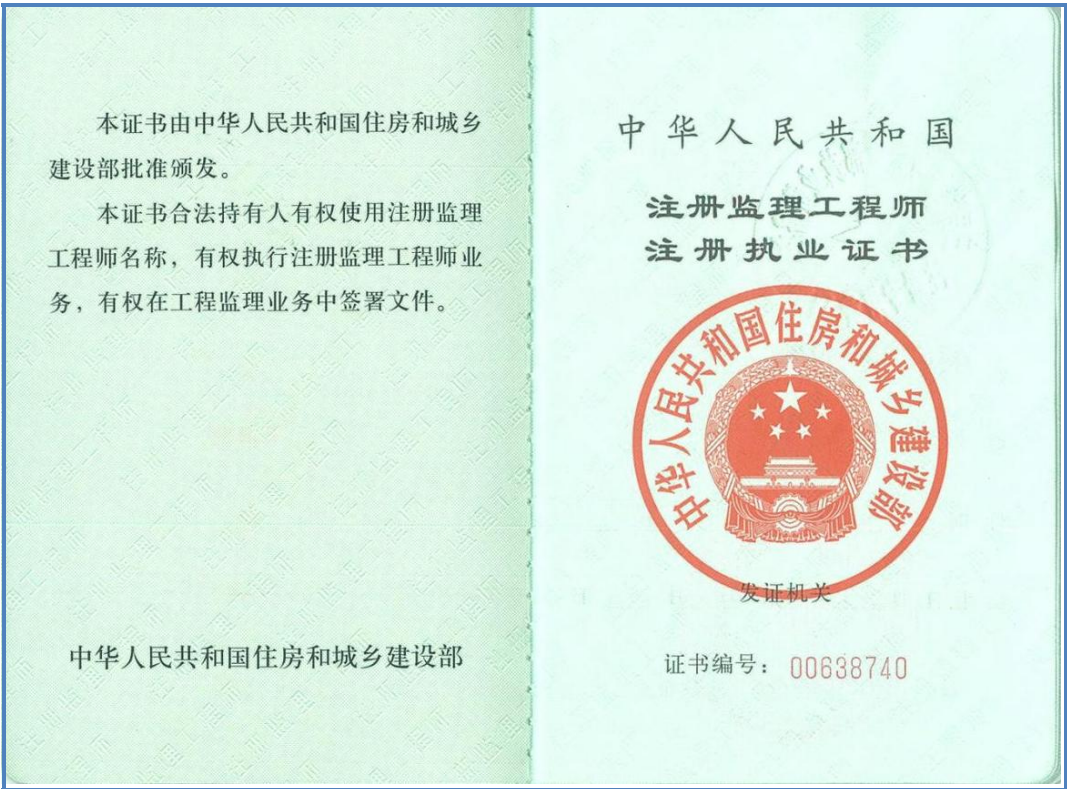 本证书由中华人民共和国住房和城乡
建设部批准颁发。
本证书合法持有人有权使用注册监理
工程师名称，有权执行注册监理工程师业
务，有权在工程监理业务中签署文件。
中华人民共和国住房和城乡建设部
中华人民共和国
注册监理工程师
注册执业证书
中华人民共和国住房和城乡建设部
发证机关
证书编号：00638740